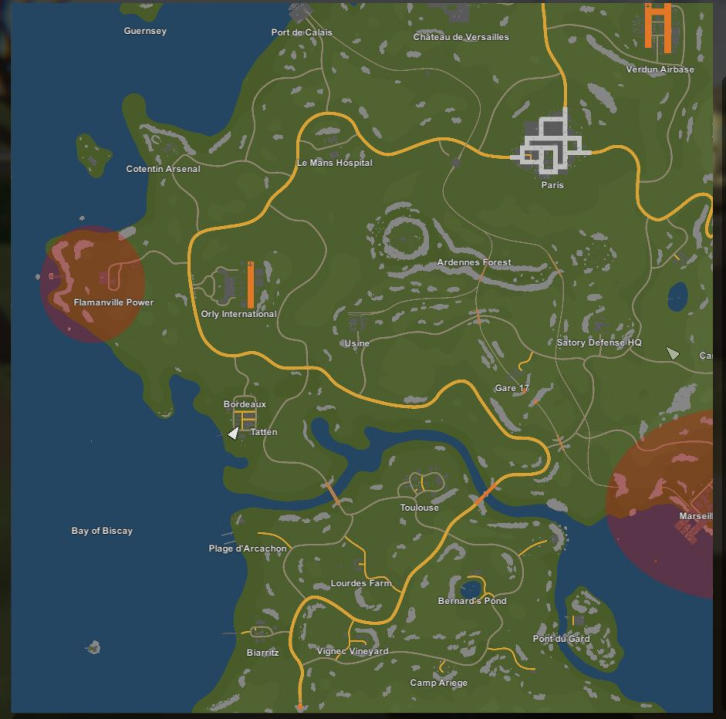 Guernsey
Port de Calais
Château de Versailles
Verdun Airbase
Cotentin Arsenal
Le Mans Hospital
Paris
Ardennes Forest
Flamanville Power
Orly International
Usine
Satory Defense HQ
Gare 17
Bordeaux
Tatten
Toulouse
Marseill
Bay of Biscay
Plage d'Arcachon
Lourdes Farm
Bernard's Pond
Pont du Gard
Biarritz
Vignec Vineyard
Camp Ariege